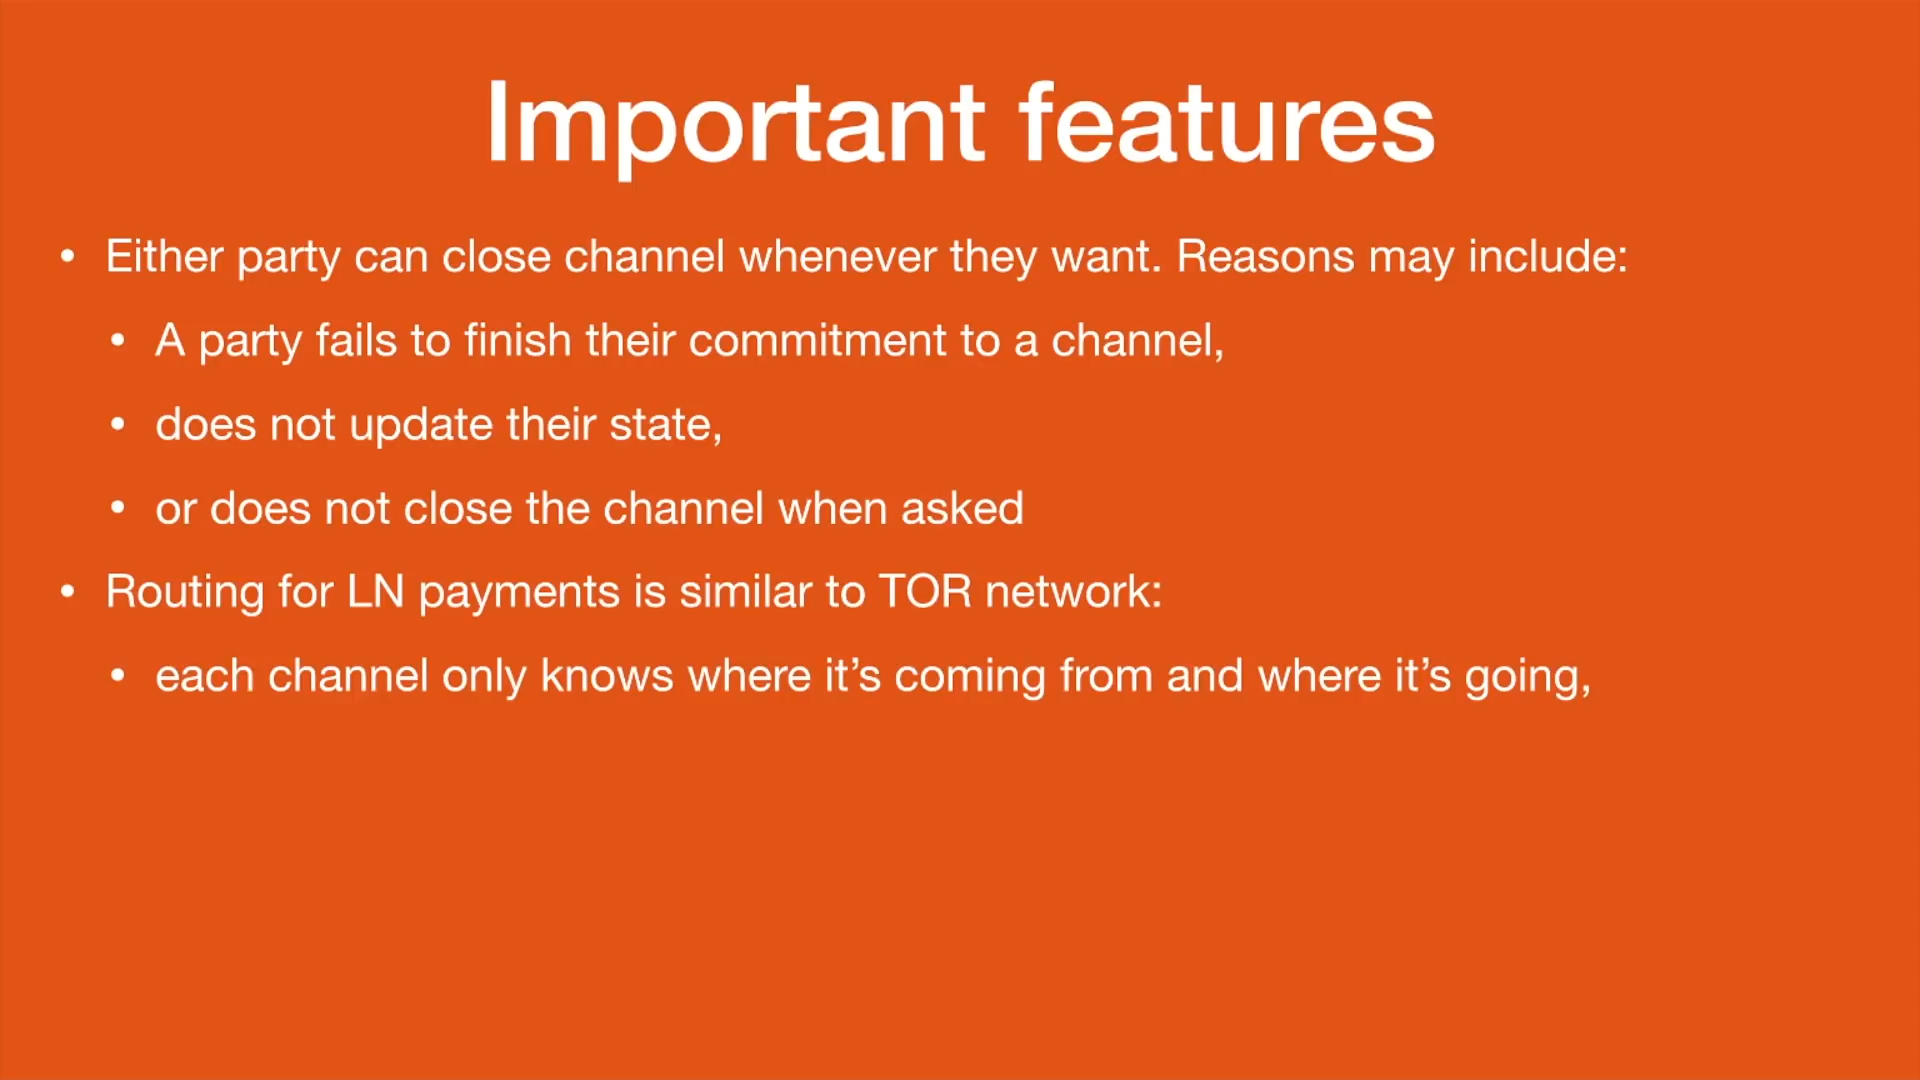 Important features
• Either party can close channel whenever they want. Reasons may include:
• A party fails to finish their commitment to a channel,
• does not update their state,
• or does not close the channel when asked
• Routing for LN payments is similar to TOR network:
• each channel only knows where it’s coming from and where it’s going,